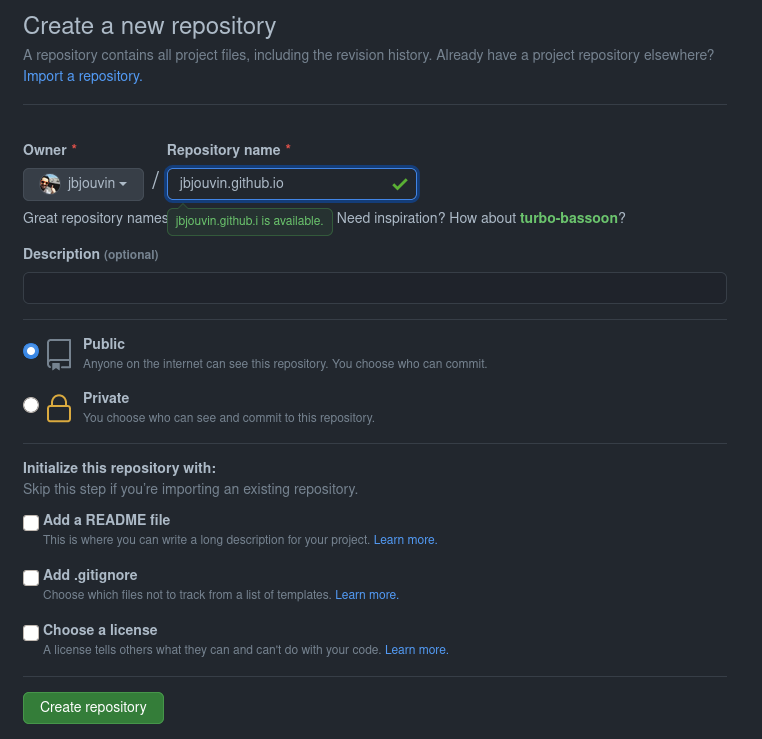 Create a new repository
A repository contains all project files, including the revision history. Already have a project repository elsewhere?
Import a repository.
Owner * Repository name *
jbjouvin / jbjouvin.github.io
Great repository names jbjouvin.github.i is available. Need inspiration? How about turbo-bassoon?
Description (optional)
Public
Anyone on the internet can see this repository. You choose who can commit.
Private
You choose who can see and commit to this repository.
Initialize this repository with:
Skip this step if you're importing an existing repository.
Add a README file
This is where you can write a long description for your project. Learn more.
Add .gitignore
Choose which files not to track from a list of templates. Learn more.
Choose a license
A license tells others what they can and can't do with your code. Learn more.
Create repository